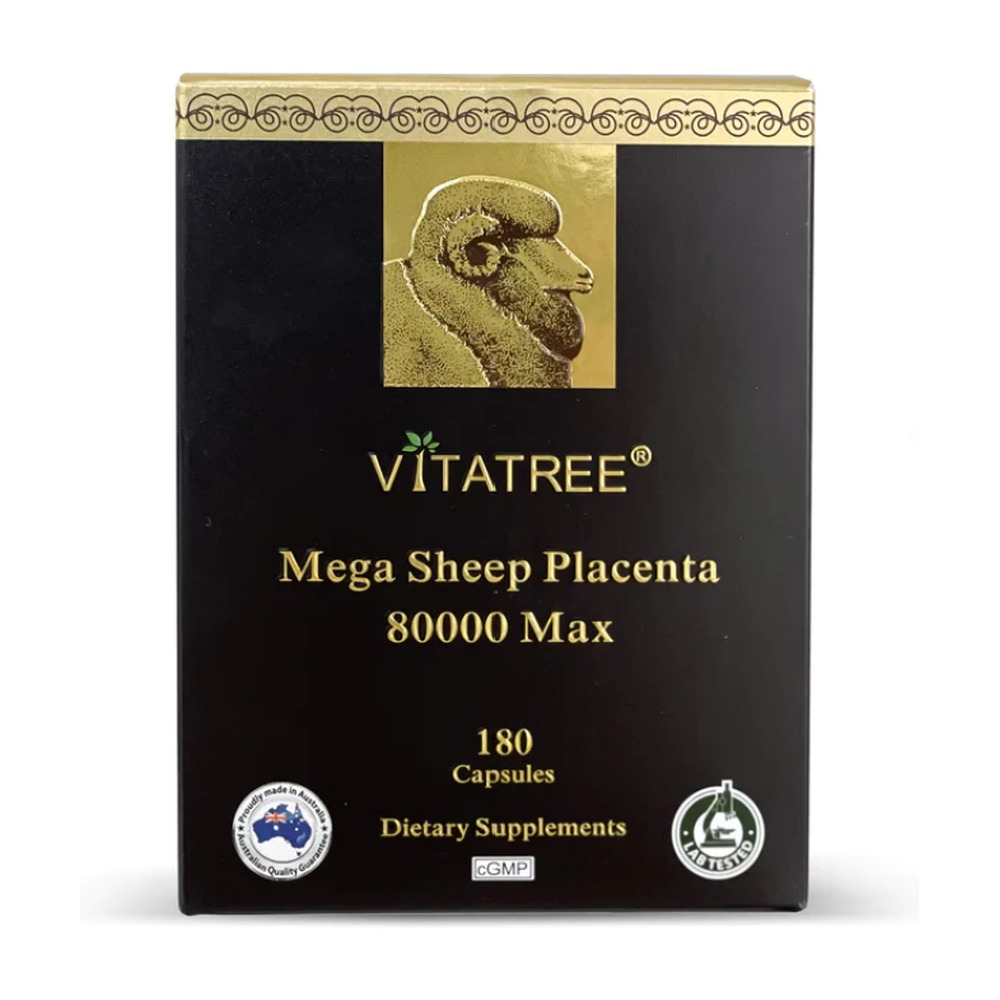 VITATREE®
Mega Sheep Placenta
80000 Max
180
Capsules
Dietary Supplements
cGMP
Proudly made in Australia
Australian Quality Guarantee
LAB TESTED